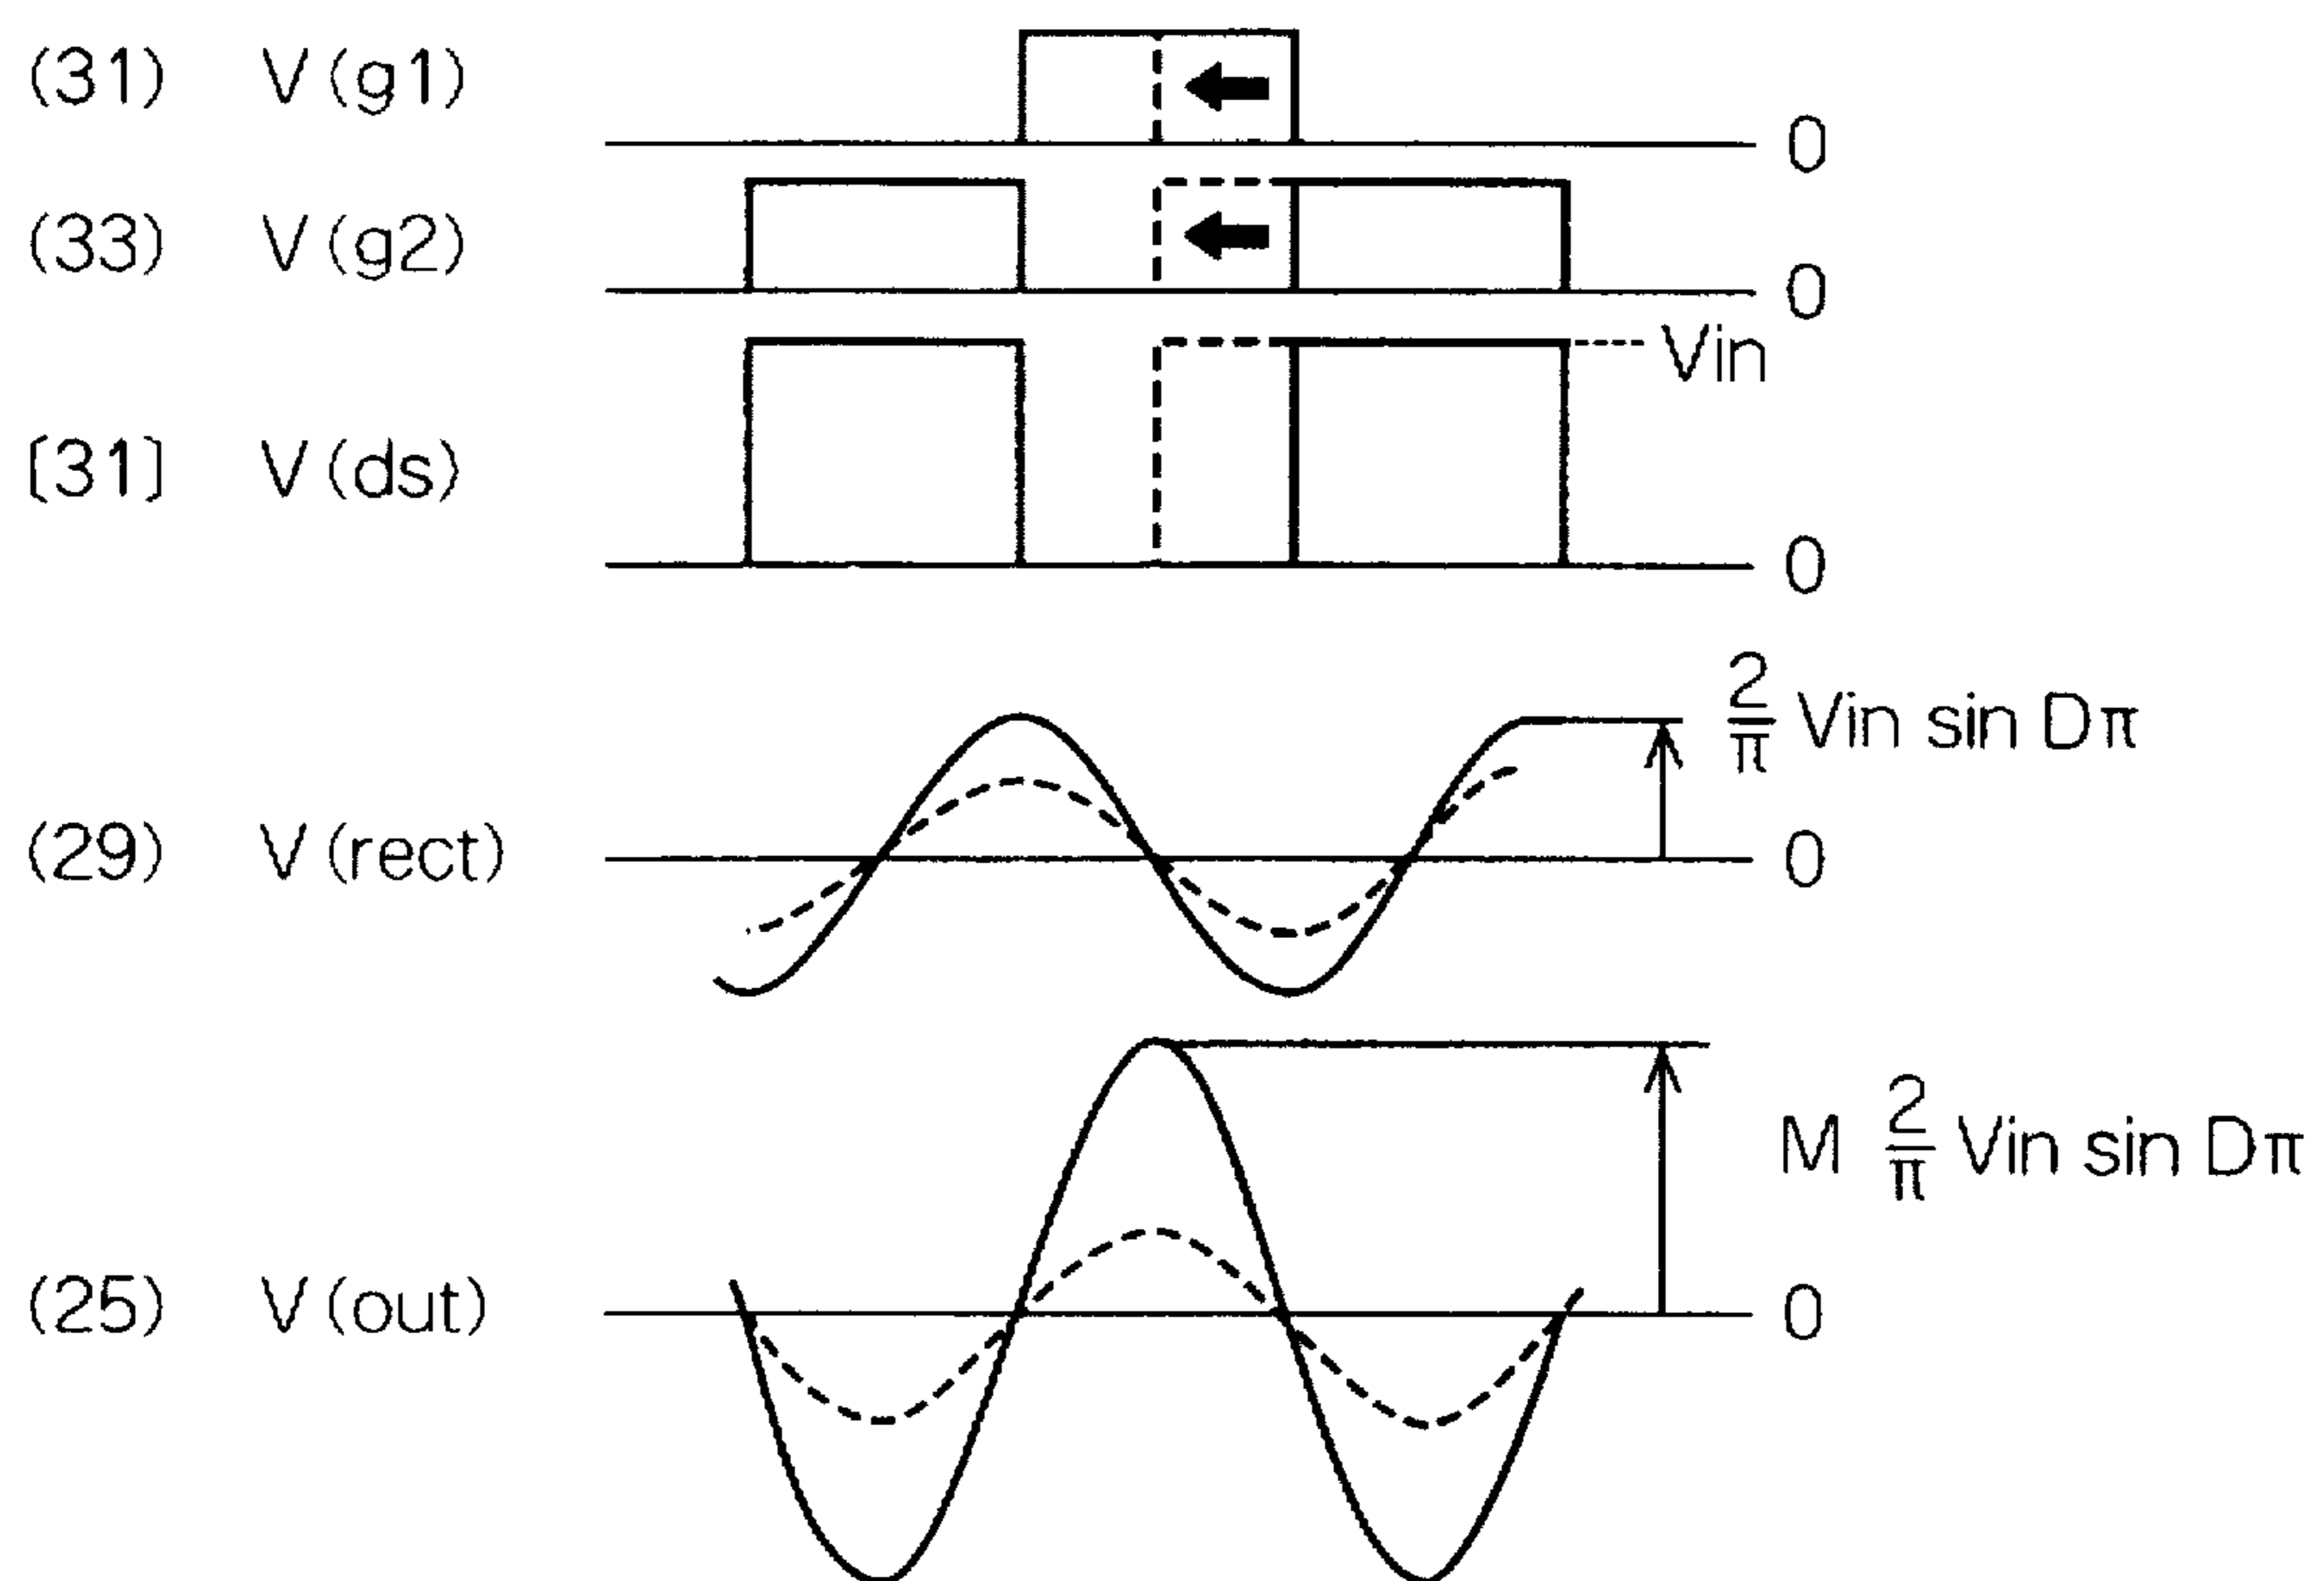 (31) V(g1)
0
(33) V(g2)
0
Vin
[31] V(ds)
0
2/π Vin sin Dπ
(29) V(rect)
0
M 2/π Vin sin Dπ
(25) V(out)
0